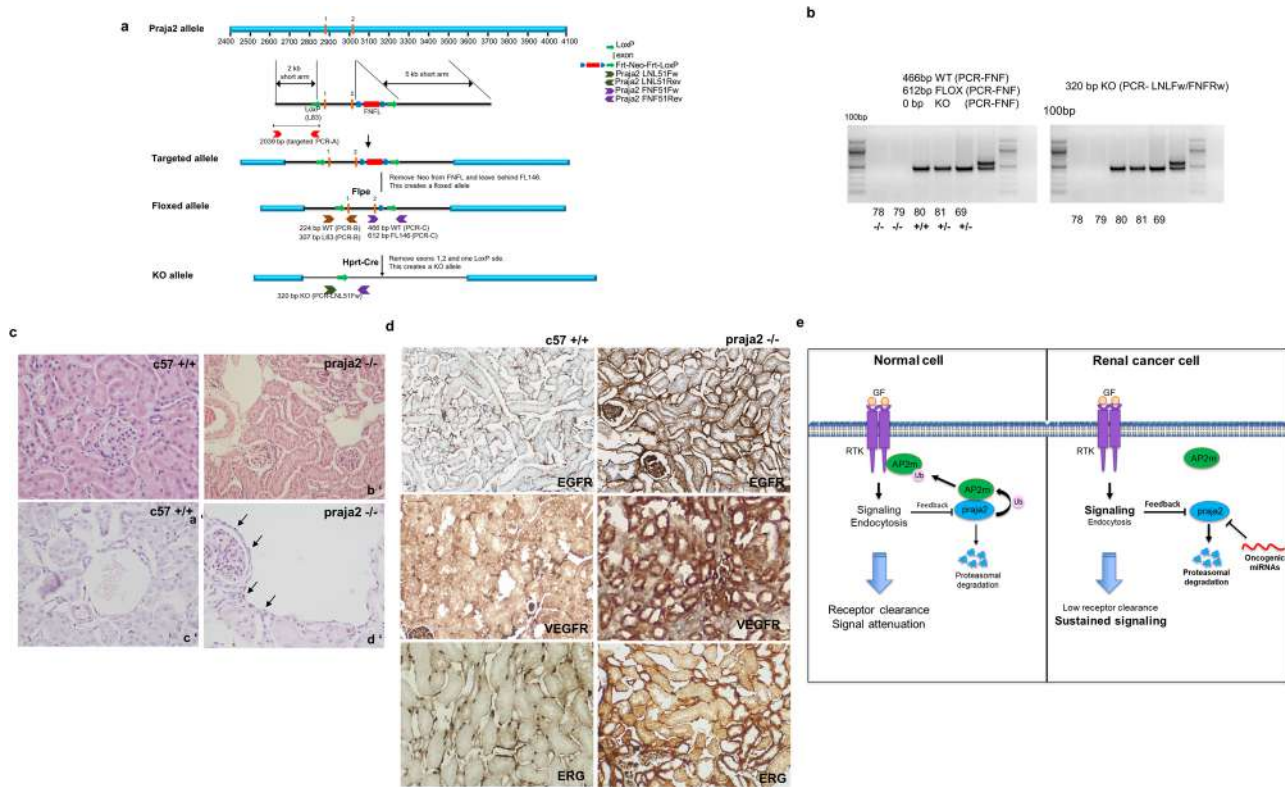 a
Praja2 allele
1
2
2400 2500 2600 2700 2800 2900 3000 3100 3200 3300 3400 3500 3600 3700 3800 3900 4000 4100
LoxP
exon
Frt-Neo-Frt-LoxP
Praja2 LNL51Fw
Praja2 LNL51Rev
Praja2 FNF51Fw
Praja2 FNF51Rev
2 kb
short arm
5 kb short arm
1
2
LoxP
(L83)
FNFL
2039 bp (targeted PCR-A)
Targeted allele
1
2
Remove Neo from FNFL and leave behind FL146.
This creates a floxed allele
Flpe
Floxed allele
1
2
224 bp WT (PCR-B)
307 bp L83 (PCR-B)
466 bp WT (PCR-C)
612 bp FL146 (PCR-C)
Hprt-Cre
Remove exons 1,2 and one LoxP site.
This creates a KO allele
KO allele
320 bp KO (PCR-LNL51Fw)
b
466bp WT (PCR-FNF)
612bp FLOX (PCR-FNF)
0 bp KO (PCR-FNF)
100bp
78 79 80 81 69
-/- -/- +/+ +/- +/-
320 bp KO (PCR- LNLFw/FNFRw)
100bp
78 79 80 81 69
c
c57 +/+
praja2 -/-
a '
b '
c57 +/+
praja2 -/-
c '
d '
d
c57 +/+
praja2 -/-
EGFR
EGFR
VEGFR
VEGFR
ERG
ERG
e
Normal cell
GF
RTK
AP2m
Ub
AP2m
praja2
Ub
Signaling
Endocytosis
Feedback
Proteasomal
degradation
Receptor clearance
Signal attenuation
Renal cancer cell
GF
RTK
AP2m
Signaling
Endocytosis
Feedback
praja2
Oncogenic
miRNAs
Proteasomal
degradation
Low receptor clearance
Sustained signaling